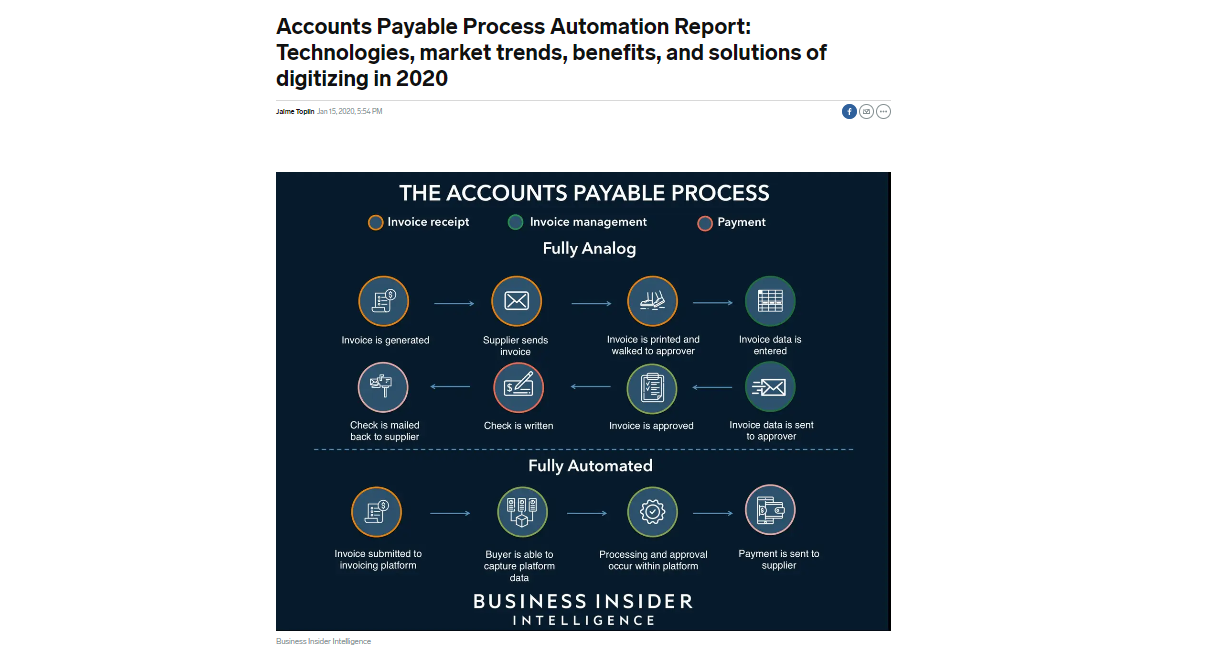 Accounts Payable Process Automation Report:
Technologies, market trends, benefits, and solutions of
digitizing in 2020
Jaime Toplin Jan 15, 2020, 5:54 PM
THE ACCOUNTS PAYABLE PROCESS
Invoice receipt Invoice management Payment
Fully Analog
Invoice is generated
Supplier sends
invoice
Invoice is printed and
walked to approver
Invoice data is
entered
Check is mailed
back to supplier
Check is written
Invoice is approved
Invoice data is sent
to approver
Fully Automated
Invoice submitted to
invoicing platform
Buyer is able to
capture platform
data
Processing and approval
occur within platform
Payment is sent to
supplier
BUSINESS INSIDER
INTELLIGENCE
Business Insider Intelligence